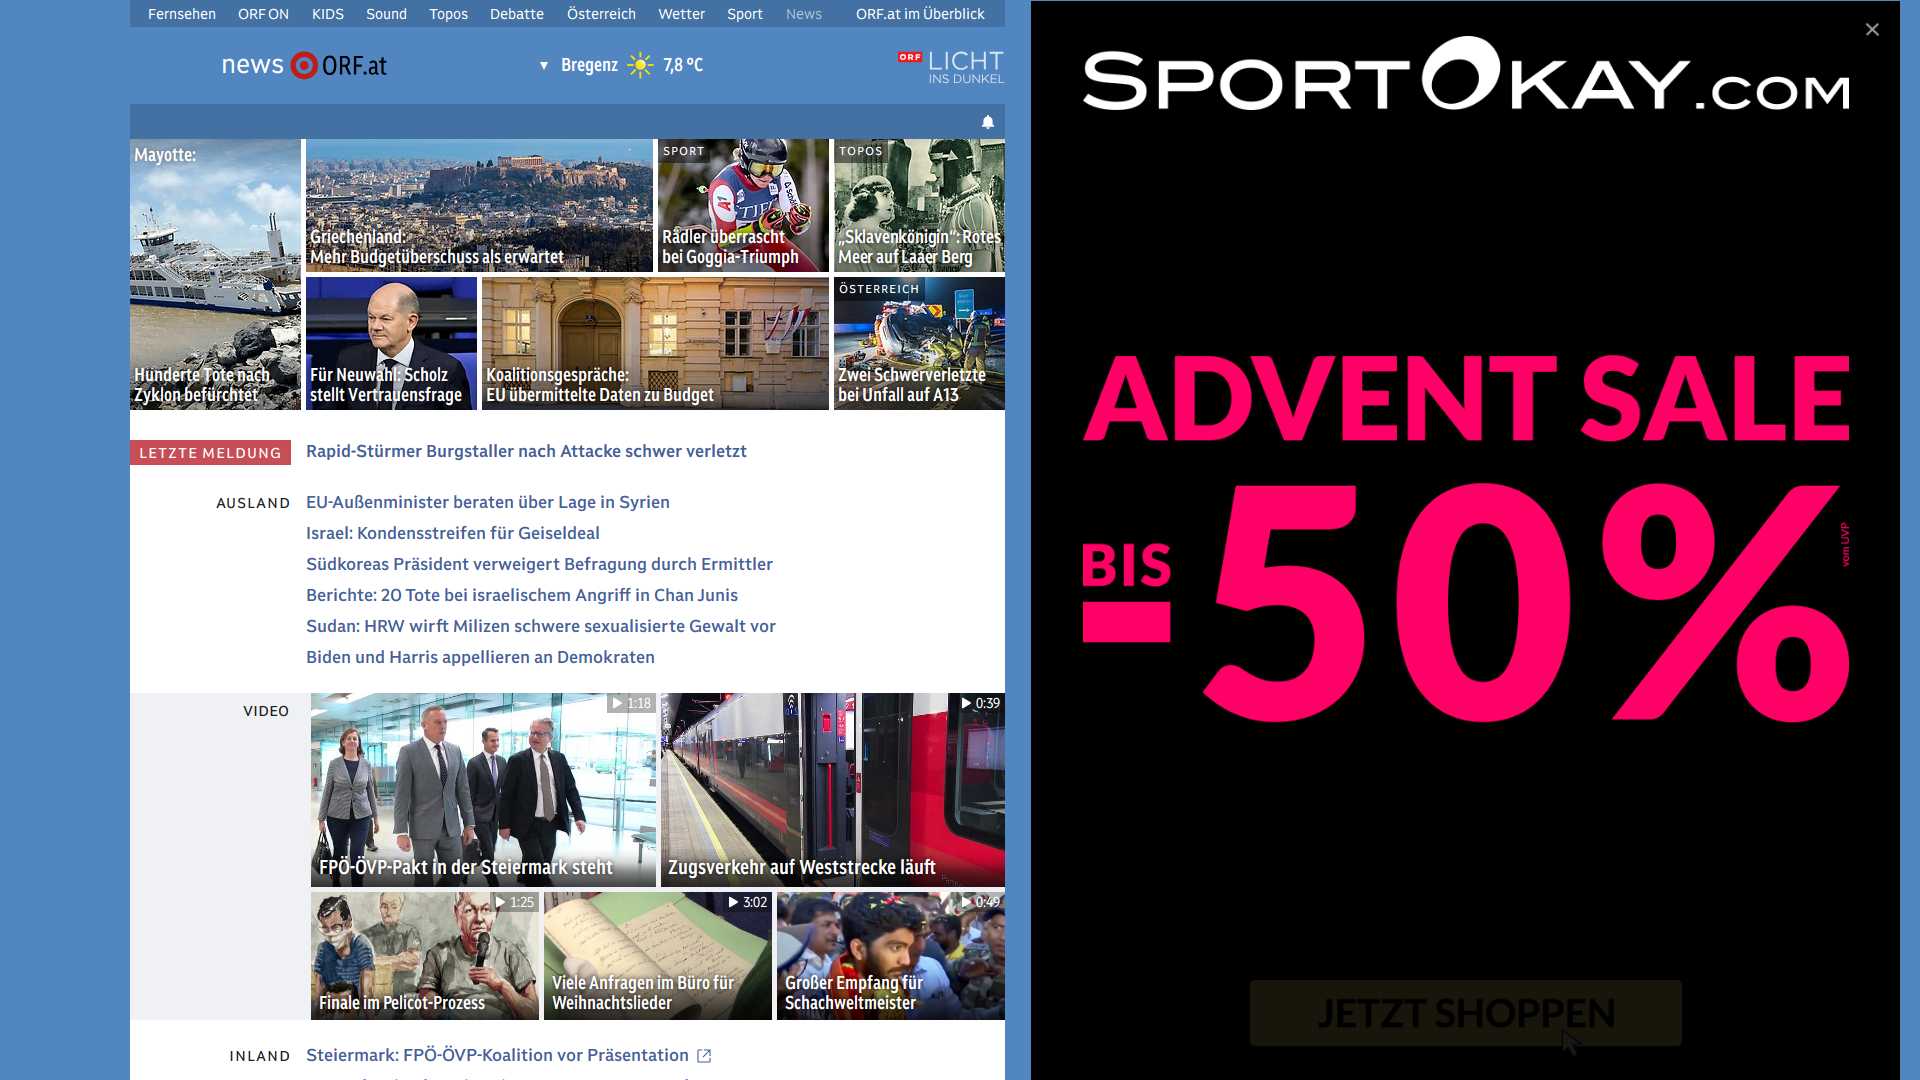 Fernsehen ORF ON KIDS Sound Topos Debatte Österreich Wetter Sport News ORF.at im Überblick
news ORF.at
Bregenz 7,8 °C
ORF LICHT
INS DUNKEL
Mayotte:
Hunderte Tote nach
Zyklon befürchtet
Griechenland:
Mehr Budgetüberschuss als erwartet
SPORT
Rädler überrascht
bei Goggia-Triumph
TOPOS
„Sklavenkönigin“: Rotes
Meer auf Laaer Berg
Für Neuwahl: Scholz
stellt Vertrauensfrage
Koalitionsgespräche:
EU übermittelte Daten zu Budget
ÖSTERREICH
Zwei Schwerverletzte
bei Unfall auf A13
LETZTE MELDUNG
Rapid-Stürmer Burgstaller nach Attacke schwer verletzt
AUSLAND
EU-Außenminister beraten über Lage in Syrien
Israel: Kondensstreifen für Geiseldeal
Südkoreas Präsident verweigert Befragung durch Ermittler
Berichte: 20 Tote bei israelischem Angriff in Chan Junis
Sudan: HRW wirft Milizen schwere sexualisierte Gewalt vor
Biden und Harris appellieren an Demokraten
VIDEO
1:18
FPÖ-ÖVP-Pakt in der Steiermark steht
0:39
Zugsverkehr auf Weststrecke läuft
1:25
Finale im Pelicot-Prozess
3:02
Viele Anfragen im Büro für
Weihnachtslieder
0:49
Großer Empfang für
Schachweltmeister
INLAND
Steiermark: FPÖ-ÖVP-Koalition vor Präsentation
SPORTOKAY.COM
ADVENT SALE
BIS
-50%
vom UVP
JETZT SHOPPEN